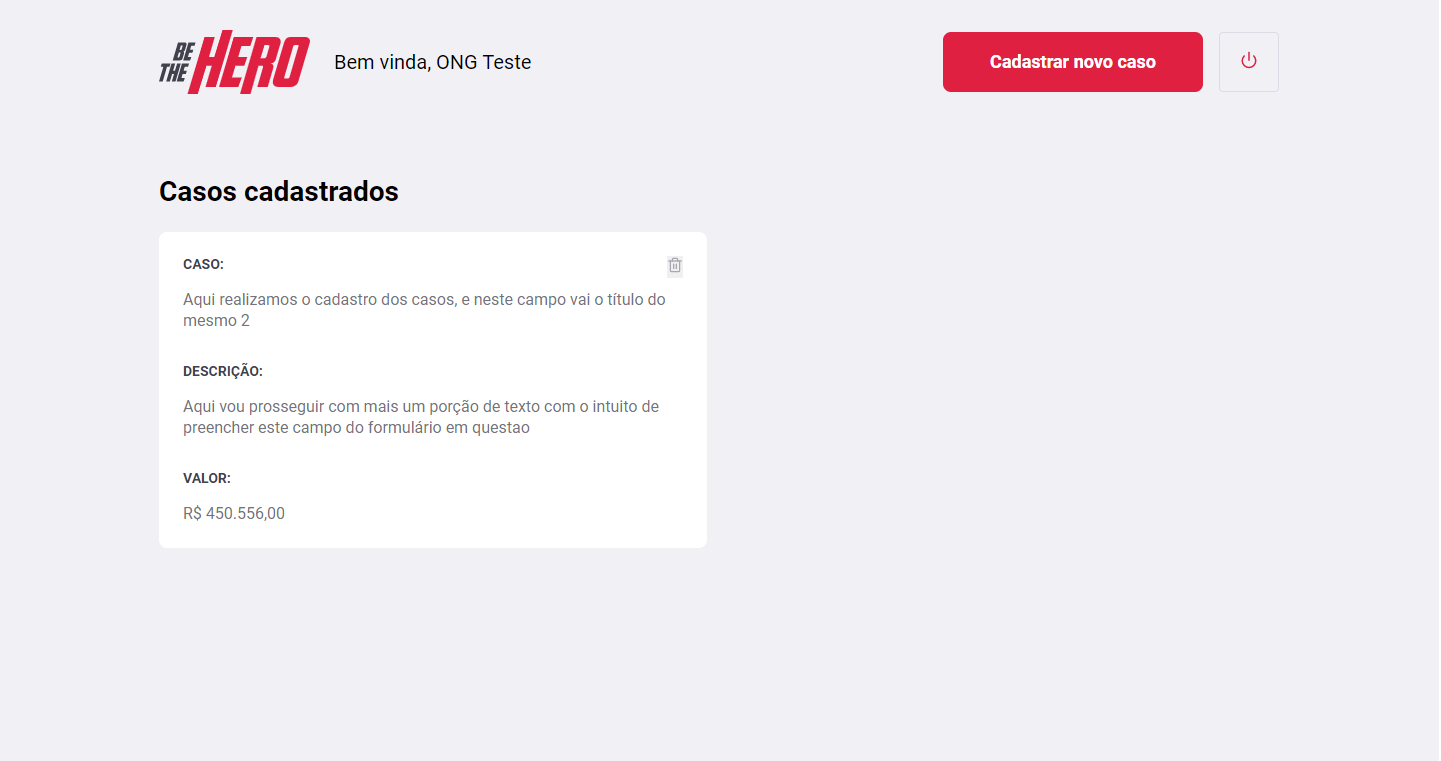 BE
THE HERO
Bem vinda, ONG Teste
Cadastrar novo caso
Casos cadastrados
CASO:
Aqui realizamos o cadastro dos casos, e neste campo vai o título do
mesmo 2
DESCRIÇÃO:
Aqui vou prosseguir com mais um porção de texto com o intuito de
preencher este campo do formulário em questao
VALOR:
R$ 450.556,00